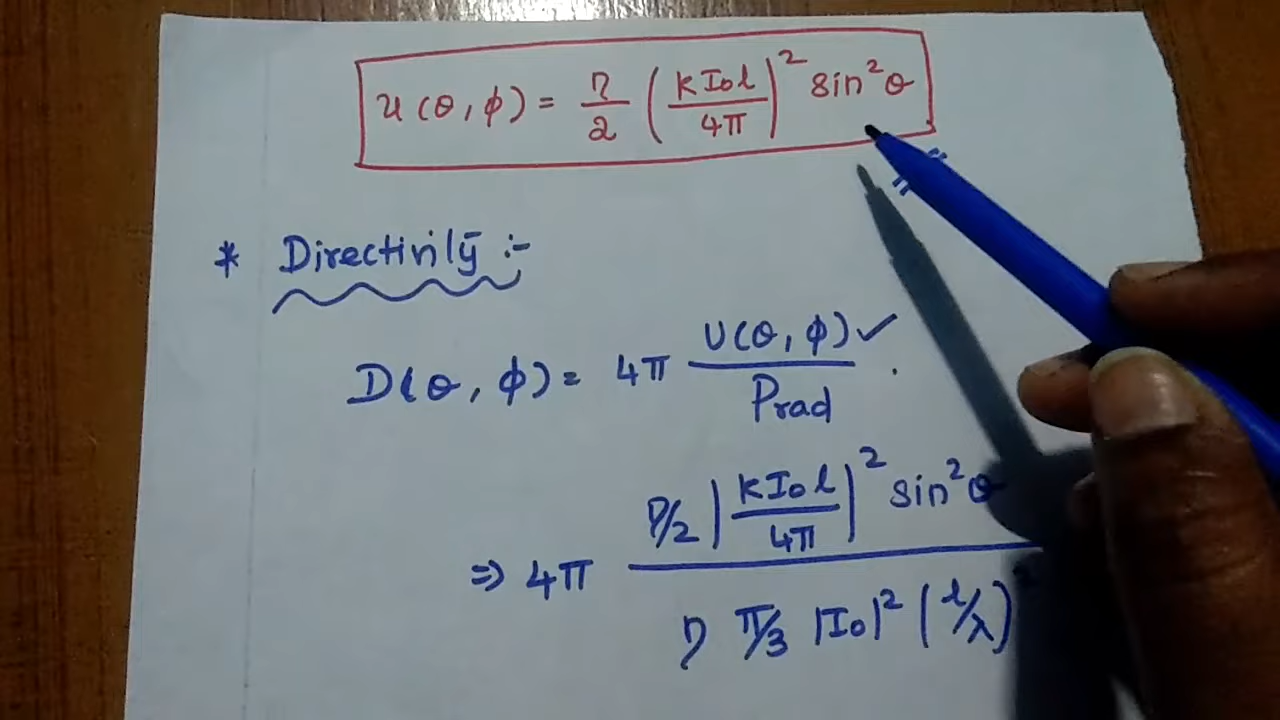 U(θ,φ) = η/2 (kI₀l/4π)² sin²θ
* Directivity :-
D(θ,φ) = 4π U(θ,φ)/Prad ✓ .
⇒ 4π η/2 |kI₀l/4π|² sin²θ / η π/3 |I₀|² (l/λ)²